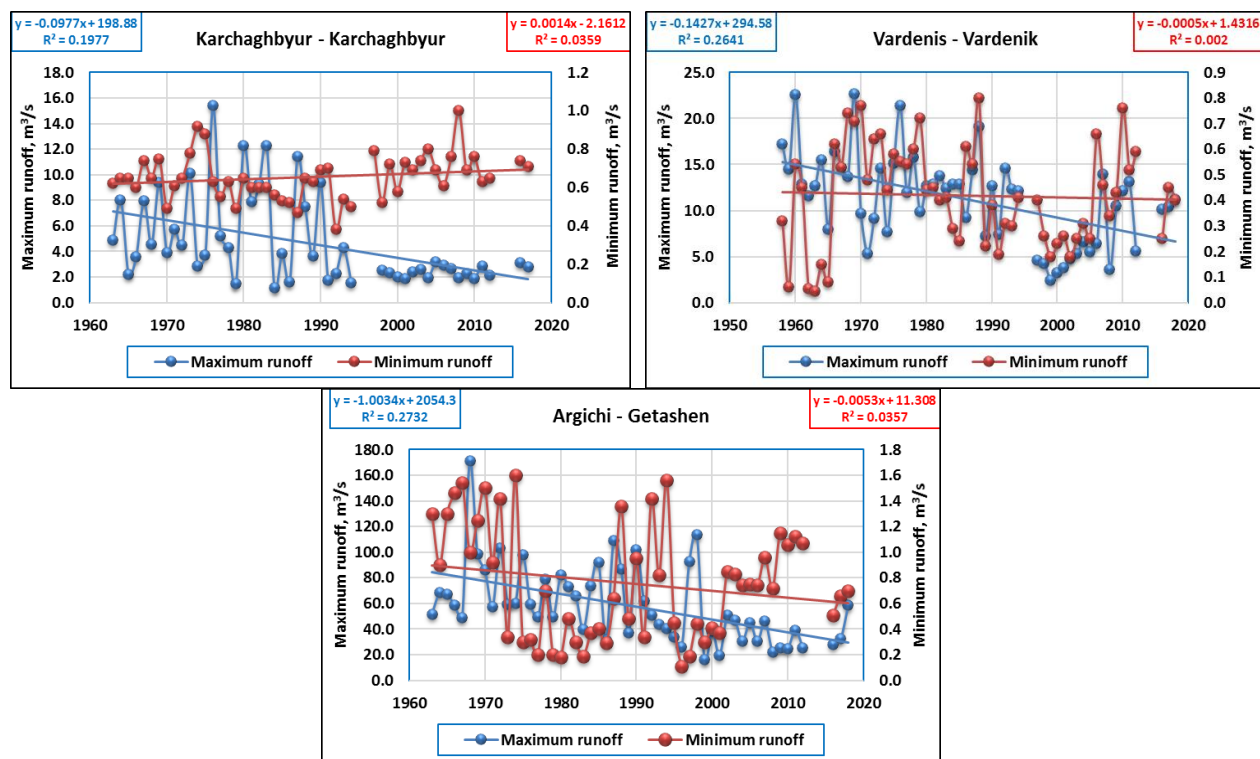 y = -0.0977x + 198.88
R² = 0.1977
Karchaghbyur - Karchaghbyur
y = 0.0014x - 2.1612
R² = 0.0359
Maximum runoff, m³/s
18.0
16.0
14.0
12.0
10.0
8.0
6.0
4.0
2.0
0.0
1.2
1.0
0.8
0.6
0.4
0.2
0.0
Minimum runoff, m³/s
1960 1970 1980 1990 2000 2010 2020
Maximum runoff Minimum runoff
y = -0.1427x + 294.58
R² = 0.2641
Vardenis - Vardenik
y = -0.0005x + 1.4316
R² = 0.002
Maximum runoff, m³/s
25.0
20.0
15.0
10.0
5.0
0.0
0.9
0.8
0.7
0.6
0.5
0.4
0.3
0.2
0.1
0.0
Minimum runoff, m³/s
1950 1960 1970 1980 1990 2000 2010 2020
Maximum runoff Minimum runoff
y = -1.0034x + 2054.3
R² = 0.2732
Argichi - Getashen
y = -0.0053x + 11.308
R² = 0.0357
Maximum runoff, m³/s
180.0
160.0
140.0
120.0
100.0
80.0
60.0
40.0
20.0
0.0
1.8
1.6
1.4
1.2
1.0
0.8
0.6
0.4
0.2
0.0
Minimum runoff, m³/s
1960 1970 1980 1990 2000 2010 2020
Maximum runoff Minimum runoff